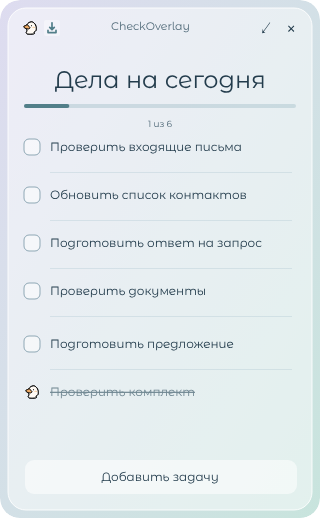 CheckOverlay
Дела на сегодня
1 из 6
Проверить входящие письма
Обновить список контактов
Подготовить ответ на запрос
Проверить документы
Подготовить предложение
Проверить комплект
Добавить задачу